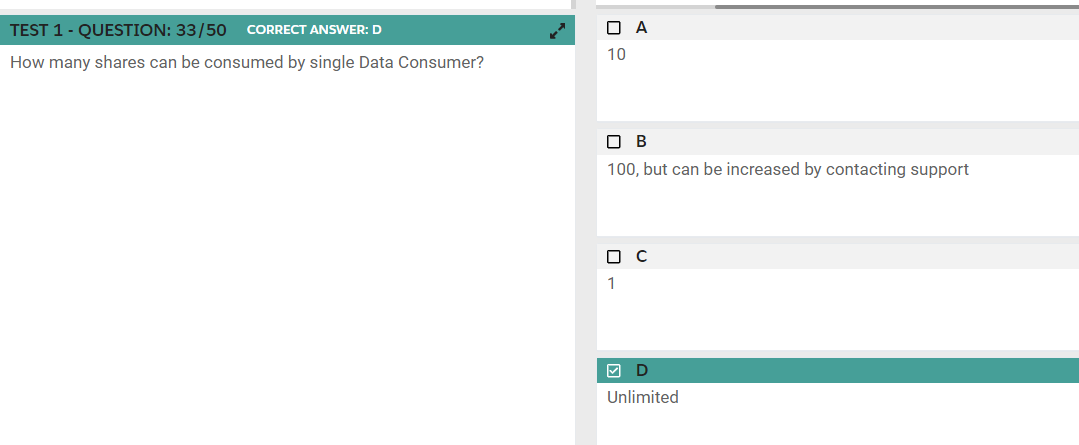 TEST 1 - QUESTION: 33/50 CORRECT ANSWER: D
How many shares can be consumed by single Data Consumer?
A
10
B
100, but can be increased by contacting support
C
1
D
Unlimited